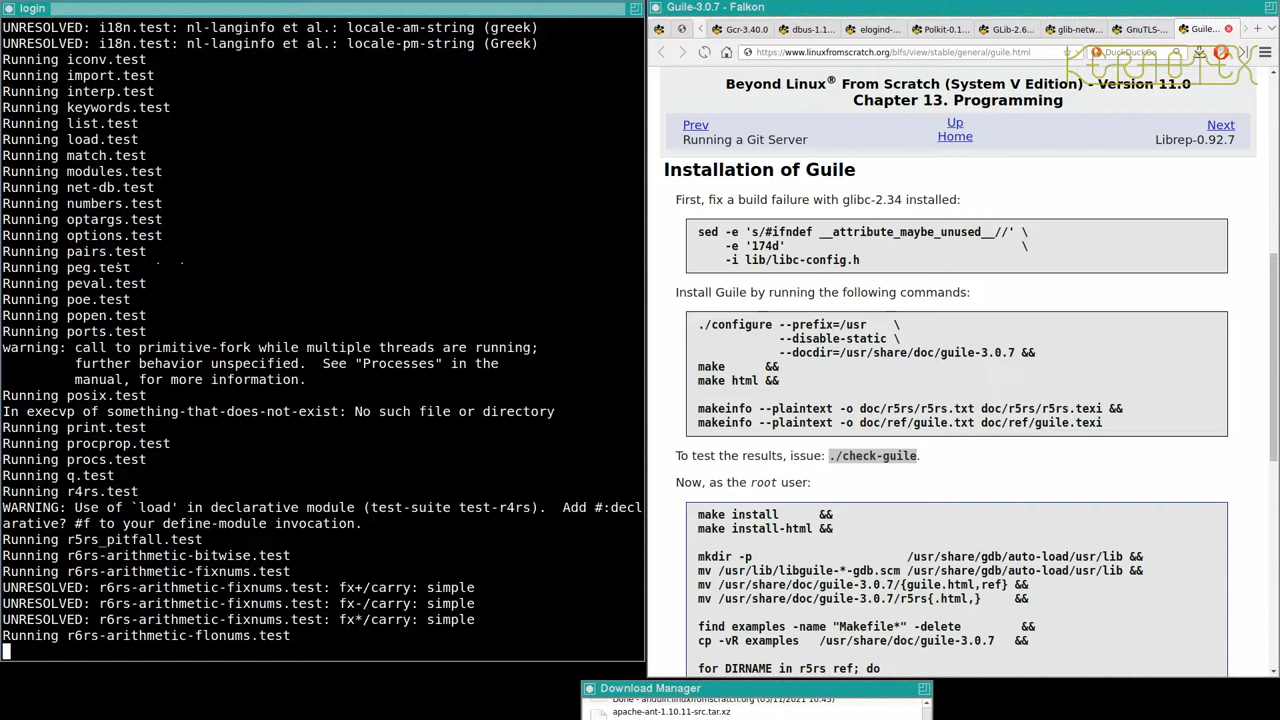 login
UNRESOLVED: i18n.test: nl-langinfo et al.: locale-am-string (greek)
UNRESOLVED: i18n.test: nl-langinfo et al.: locale-pm-string (Greek)
Running iconv.test
Running import.test
Running interp.test
Running keywords.test
Running list.test
Running load.test
Running match.test
Running modules.test
Running net-db.test
Running numbers.test
Running optargs.test
Running options.test
Running pairs.test
Running peg.test
Running peval.test
Running poe.test
Running popen.test
Running ports.test
warning: call to primitive-fork while multiple threads are running;
further behavior unspecified.  See "Processes" in the
manual, for more information.
Running posix.test
In execvp of something-that-does-not-exist: No such file or directory
Running print.test
Running procprop.test
Running procs.test
Running q.test
Running r4rs.test
WARNING: Use of `load' in declarative module (test-suite test-r4rs).  Add #:decl
arative? #f to your define-module invocation.
Running r5rs_pitfall.test
Running r6rs-arithmetic-bitwise.test
Running r6rs-arithmetic-fixnums.test
UNRESOLVED: r6rs-arithmetic-fixnums.test: fx+/carry: simple
UNRESOLVED: r6rs-arithmetic-fixnums.test: fx-/carry: simple
UNRESOLVED: r6rs-arithmetic-fixnums.test: fx*/carry: simple
Running r6rs-arithmetic-flonums.test
Guile-3.0.7 - Falkon
Gcr-3.40.0 dbus-1.1... elogind-... Polkit-0.1... GLib-2.6... glib-netw... GnuTLS-... Guile...
https://www.linuxfromscratch.org/blfs/view/stable/general/guile.html DuckDuckGo
KERNOTEX
Beyond Linux® From Scratch (System V Edition) - Version 11.0
Chapter 13. Programming
Prev Up Next
Running a Git Server Home Librep-0.92.7
Installation of Guile
First, fix a build failure with glibc-2.34 installed:
sed -e 's/#ifndef __attribute_maybe_unused__//' \
-e '174d' \
-i lib/libc-config.h
Install Guile by running the following commands:
./configure --prefix=/usr \
--disable-static \
--docdir=/usr/share/doc/guile-3.0.7 &&
make &&
make html &&
makeinfo --plaintext -o doc/r5rs/r5rs.txt doc/r5rs/r5rs.texi &&
makeinfo --plaintext -o doc/ref/guile.txt doc/ref/guile.texi
To test the results, issue: ./check-guile.
Now, as the root user:
make install &&
make install-html &&
mkdir -p /usr/share/gdb/auto-load/usr/lib &&
mv /usr/lib/libguile-*-gdb.scm /usr/share/gdb/auto-load/usr/lib &&
mv /usr/share/doc/guile-3.0.7/{guile.html,ref} &&
mv /usr/share/doc/guile-3.0.7/r5rs{.html,} &&
find examples -name "Makefile*" -delete &&
cp -vR examples /usr/share/doc/guile-3.0.7 &&
for DIRNAME in r5rs ref; do
Download Manager
Done - anduin.linuxfromscratch.org (05/11/2021 10:45)
apache-ant-1.10.11-src.tar.xz